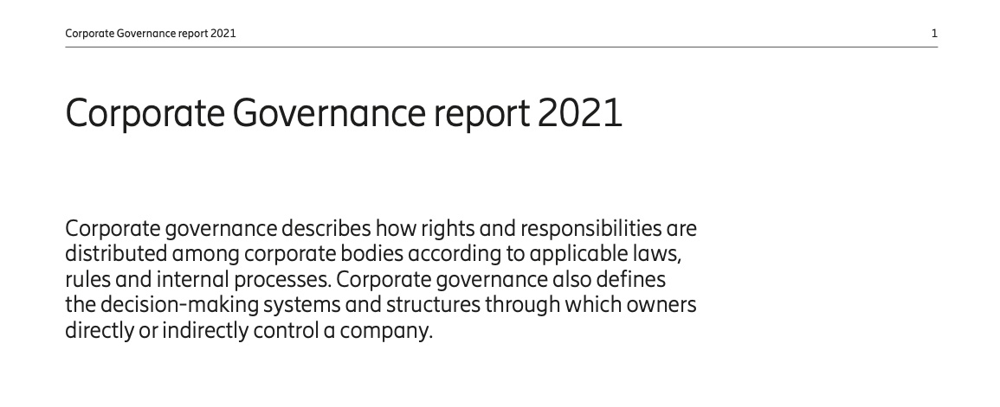 Corporate Governance report 2021 1
Corporate Governance report 2021
Corporate governance describes how rights and responsibilities are
distributed among corporate bodies according to applicable laws,
rules and internal processes. Corporate governance also defines
the decision-making systems and structures through which owners
directly or indirectly control a company.